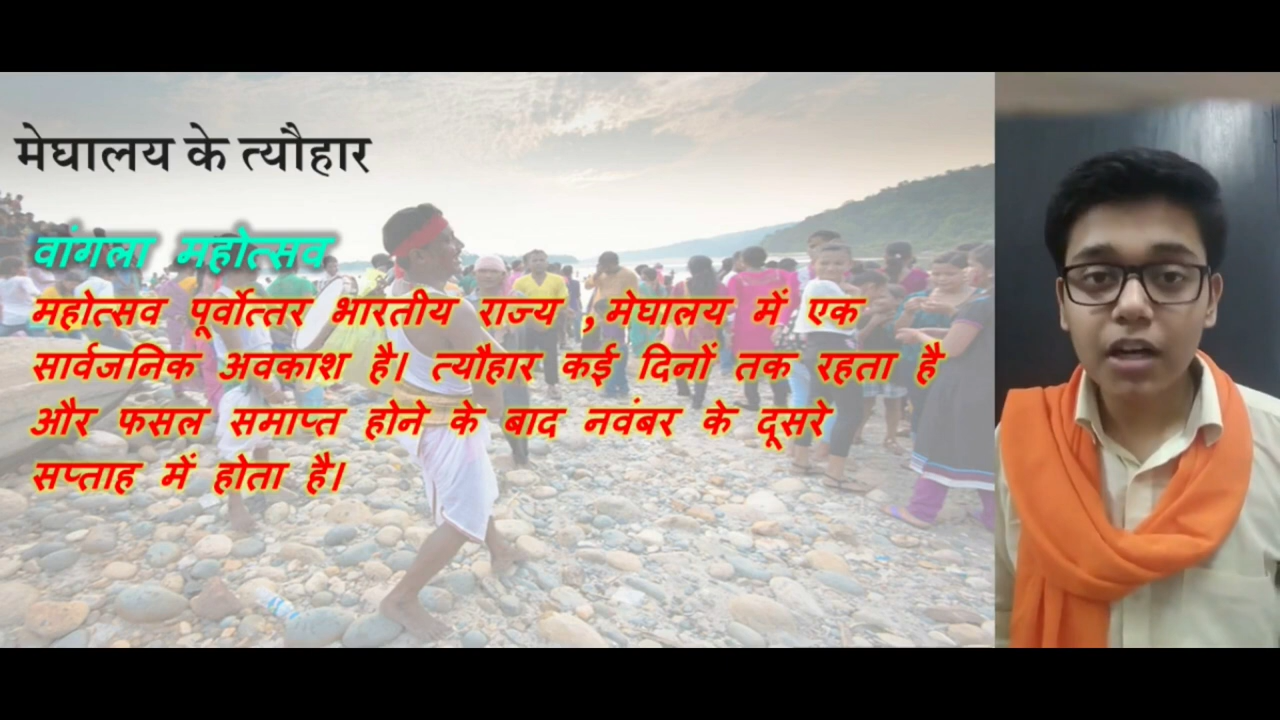 मेघालय के त्यौहार
वांगला महोत्सव
महोत्सव पूर्वोत्तर भारतीय राज्य ,मेघालय में एक
सार्वजनिक अवकाश है। त्यौहार कई दिनों तक रहता है
और फसल समाप्त होने के बाद नवंबर के दूसरे
सप्ताह में होता है।